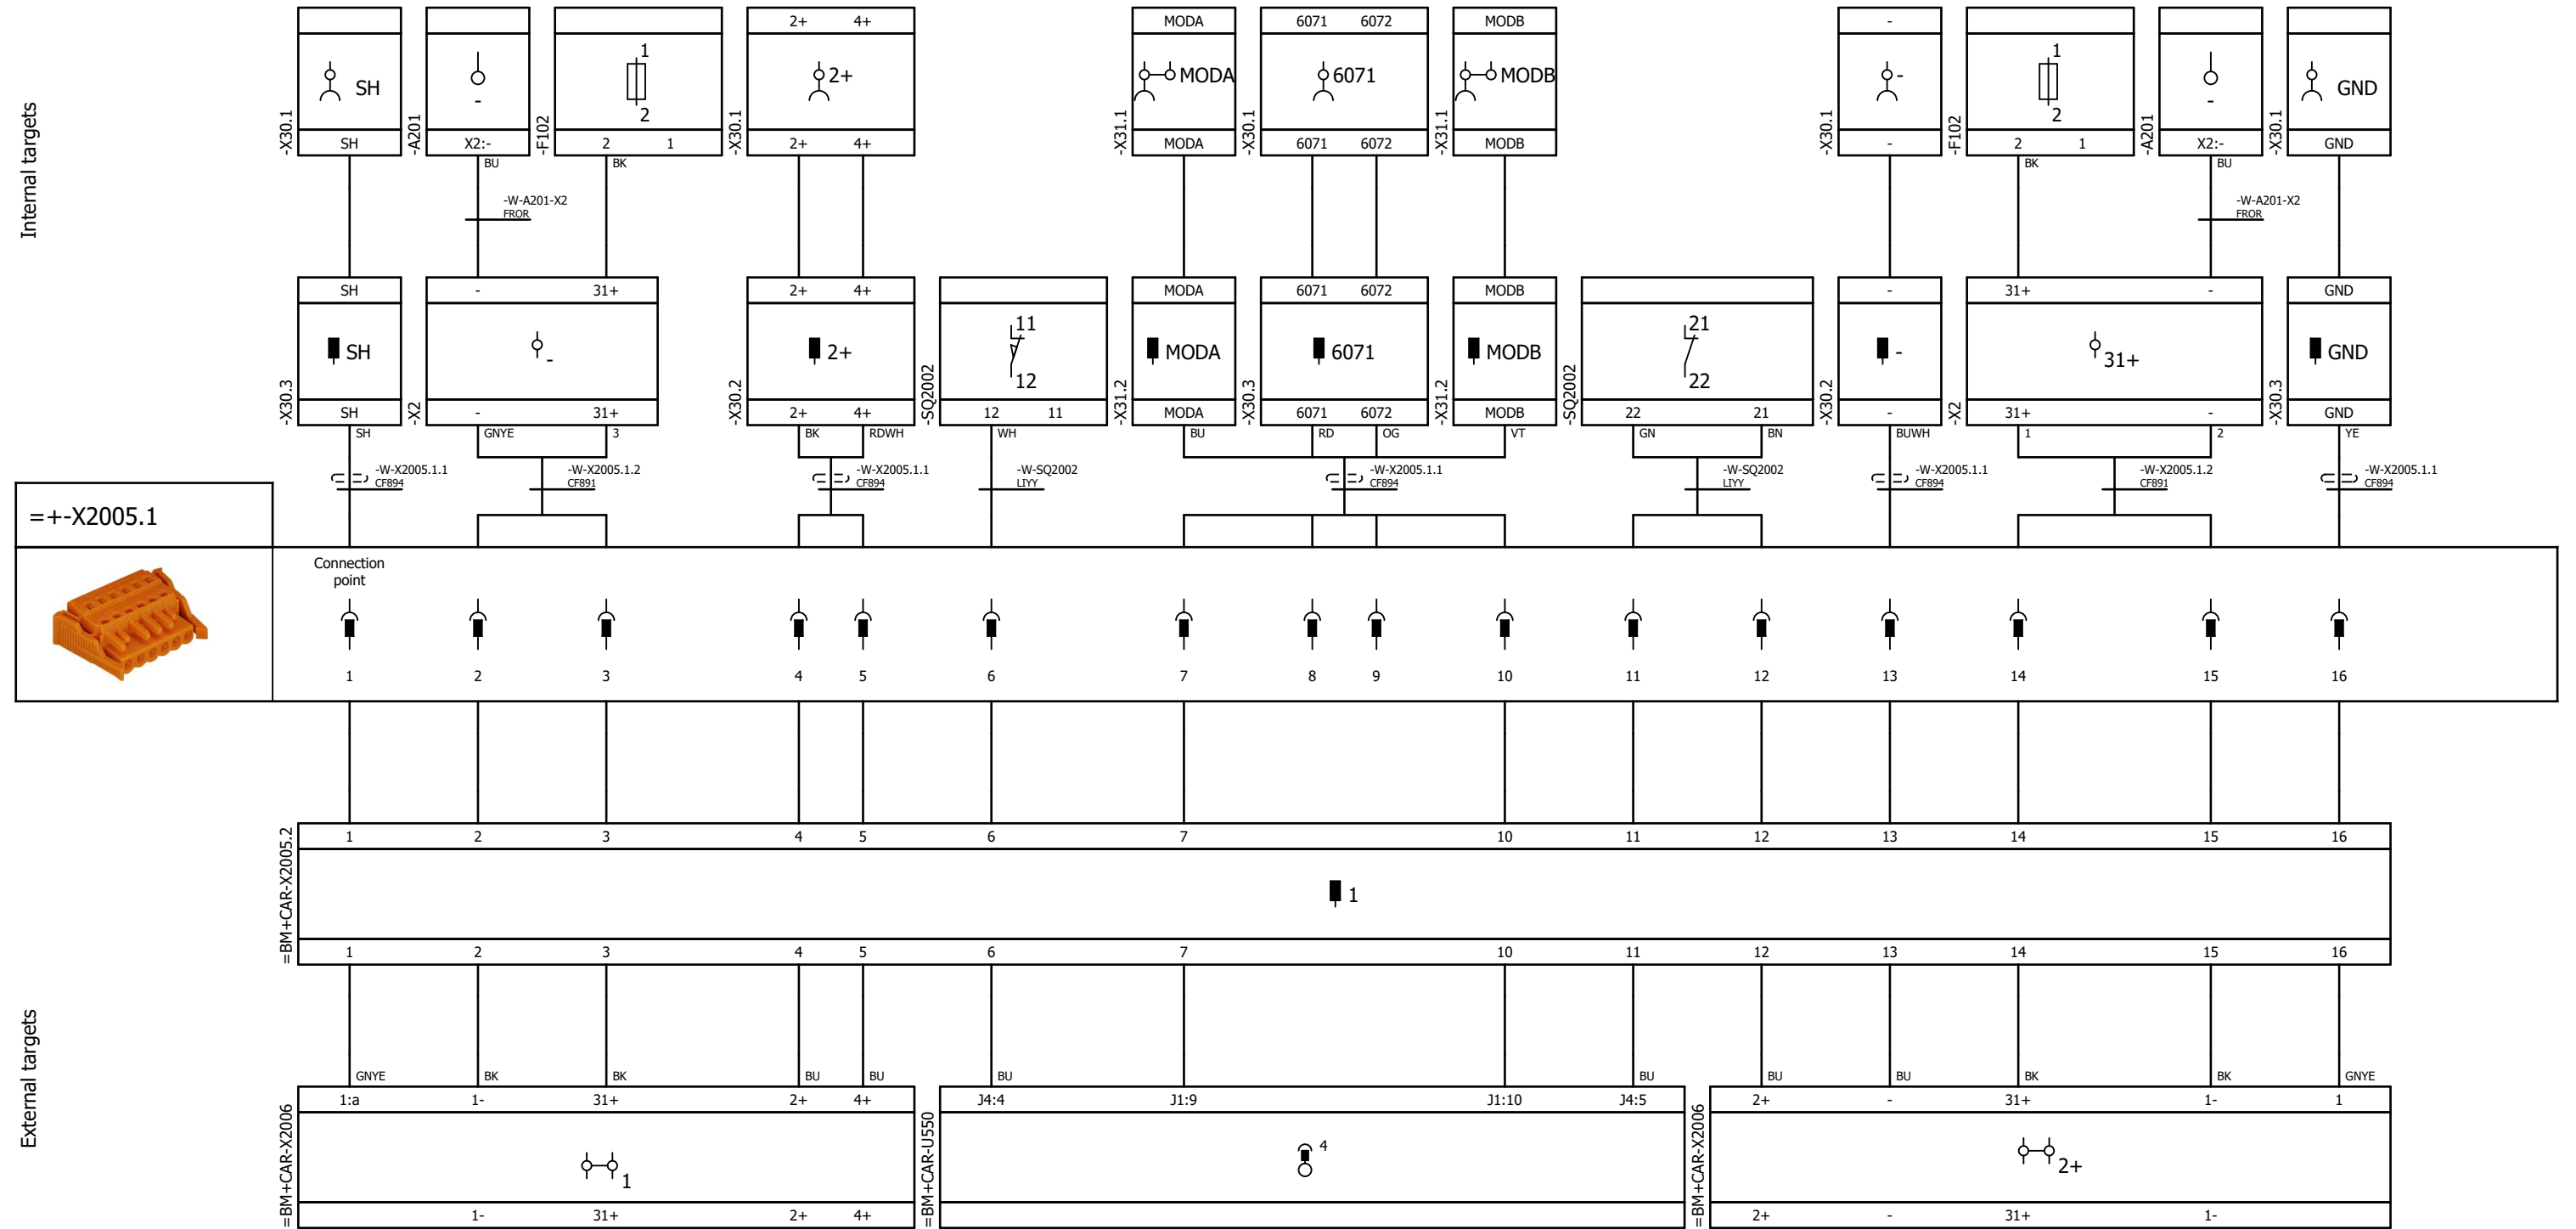 Internal targets
2+ 4+ MODA 6071 6072 MODB -
-X30.1 SH
-A201 -
-F102 1 2
-X30.1 2+
-X31.1 MODA
-X30.1 6071
-X31.1 MODB
-X30.1 -
-F102 1 2
-A201 -
-X30.1 GND
SH X2:- 2 1 2+ 4+ MODA 6071 6072 MODB - 2 1 X2:- GND
BU BK BK BU
-W-A201-X2 -W-A201-X2
FROR FROR
SH - 31+ 2+ 4+ MODA 6071 6072 MODB - 31+ - GND
-X30.3 SH
-X2 -
-X30.2 2+
-SQ2002 11 12
-X31.2 MODA
-X30.3 6071
-X31.2 MODB
-SQ2002 21 22
-X30.2 -
-X2 31+
-X30.3 GND
SH - 31+ 2+ 4+ 12 11 MODA 6071 6072 MODB 22 21 - 31+ - GND
SH GNYE 3 BK RDWH WH BU RD OG VT GN BN BUWH 1 2 YE
-W-X2005.1.1 -W-X2005.1.2 -W-X2005.1.1 -W-SQ2002 -W-X2005.1.1 -W-SQ2002 -W-X2005.1.1 -W-X2005.1.2 -W-X2005.1.1
CF894 CF891 CF894 LIYY CF894 LIYY CF894 CF891 CF894
=+-X2005.1
Connection
point
1 2 3 4 5 6 7 8 9 10 11 12 13 14 15 16
=BM+CAR-X2005.2
1 2 3 4 5 6 7 10 11 12 13 14 15 16
1
1 2 3 4 5 6 7 10 11 12 13 14 15 16
External targets
GNYE BK BK BU BU BU BU BU BU BK BK GNYE
=BM+CAR-X2006
1:a 1- 31+ 2+ 4+
1
1- 31+ 2+ 4+
=BM+CAR-U550
J4:4 J1:9 J1:10 J4:5
4
=BM+CAR-X2006
2+ - 31+ 1- 1
2+
2+ - 31+ 1-